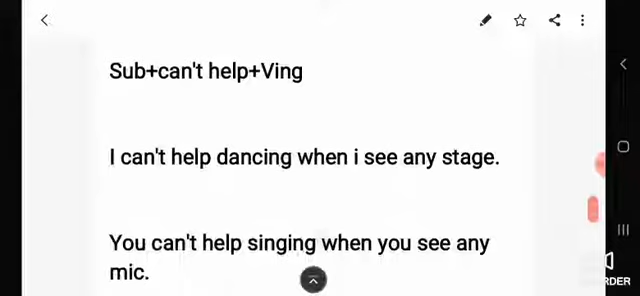 Sub+can't help+Ving
I can't help dancing when i see any stage.
You can't help singing when you see any
mic.
RDER